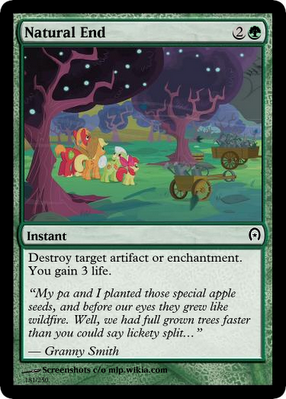 Natural End 2
Instant
Destroy target artifact or enchantment.
You gain 3 life.
"My pa and I planted those special apple
seeds, and before our eyes they grew like
wildfire. Well, we had full grown trees faster
than you could say lickety split…"
— Granny Smith
Screenshots c/o mlp.wikia.com